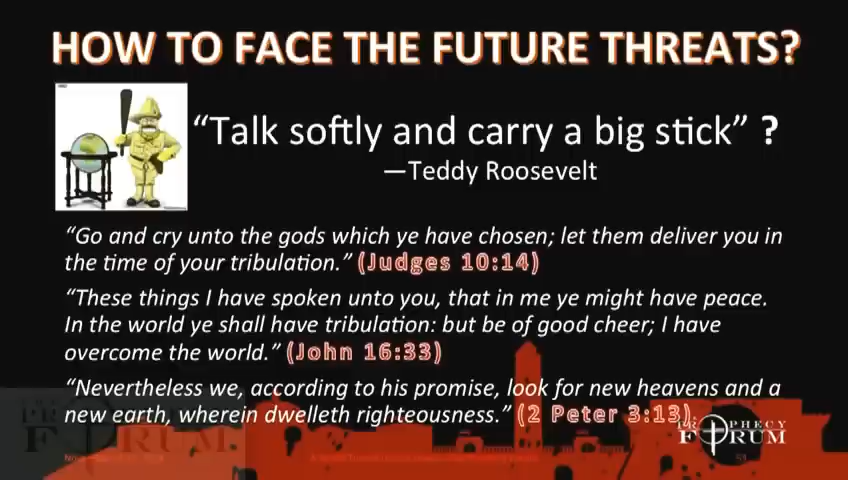 HOW TO FACE THE FUTURE THREATS?
“Talk softly and carry a big stick” ?
—Teddy Roosevelt
“Go and cry unto the gods which ye have chosen; let them deliver you in
the time of your tribulation.” (Judges 10:14)
“These things I have spoken unto you, that in me ye might have peace.
In the world ye shall have tribulation: but be of good cheer; I have
overcome the world.” (John 16:33)
“Nevertheless we, according to his promise, look for new heavens and a
new earth, wherein dwelleth righteousness.” (2 Peter 3:13)
PROPHECY
FORUM